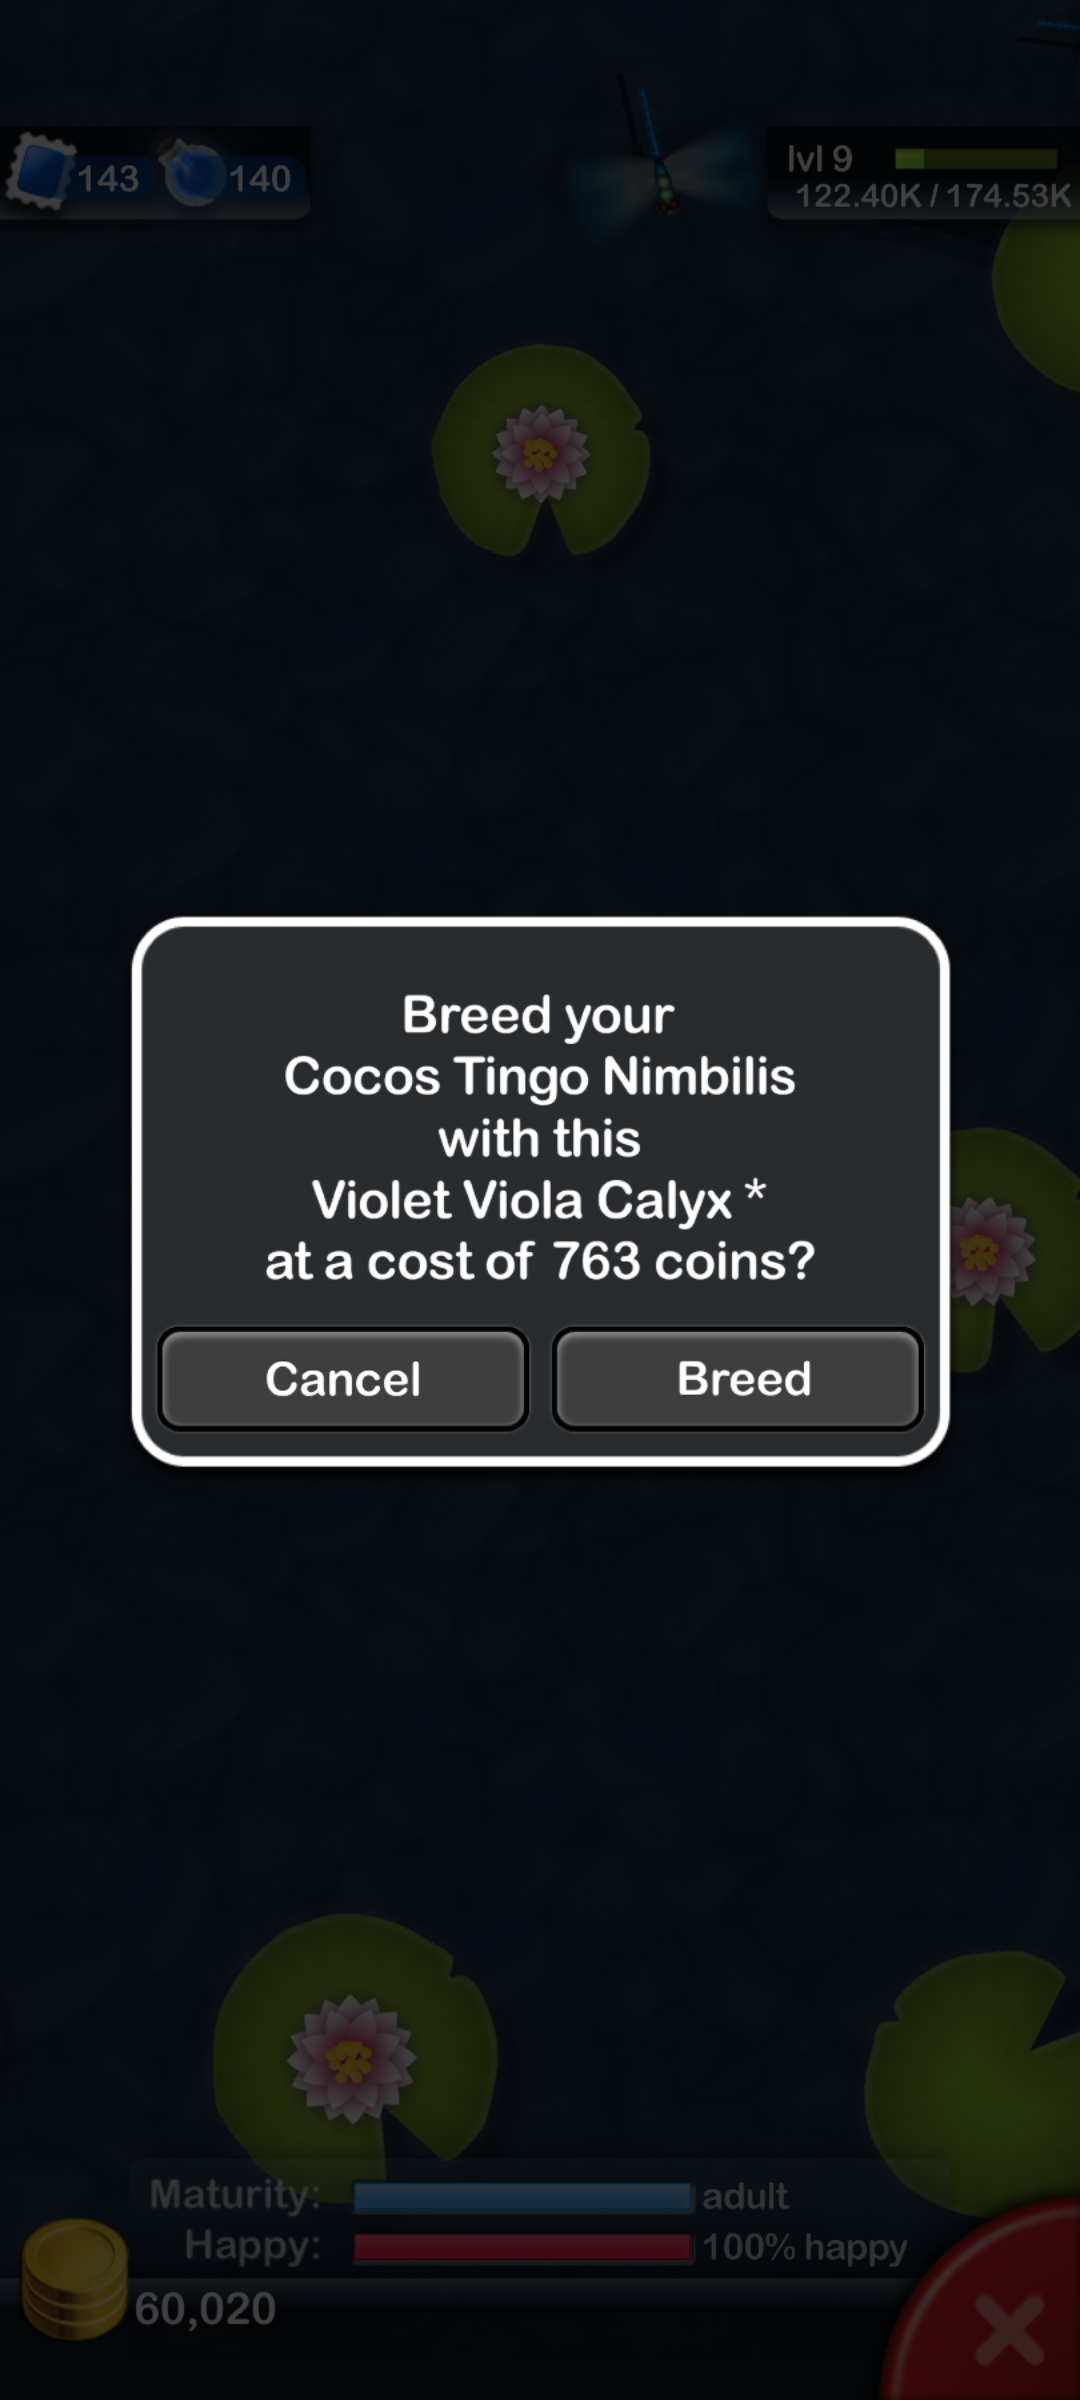 143
140
lvl 9
122.40K / 174.53K
Breed your
Cocos Tingo Nimbilis
with this
Violet Viola Calyx *
at a cost of 763 coins?
Cancel
Breed
Maturity:
adult
Happy:
100% happy
60,020